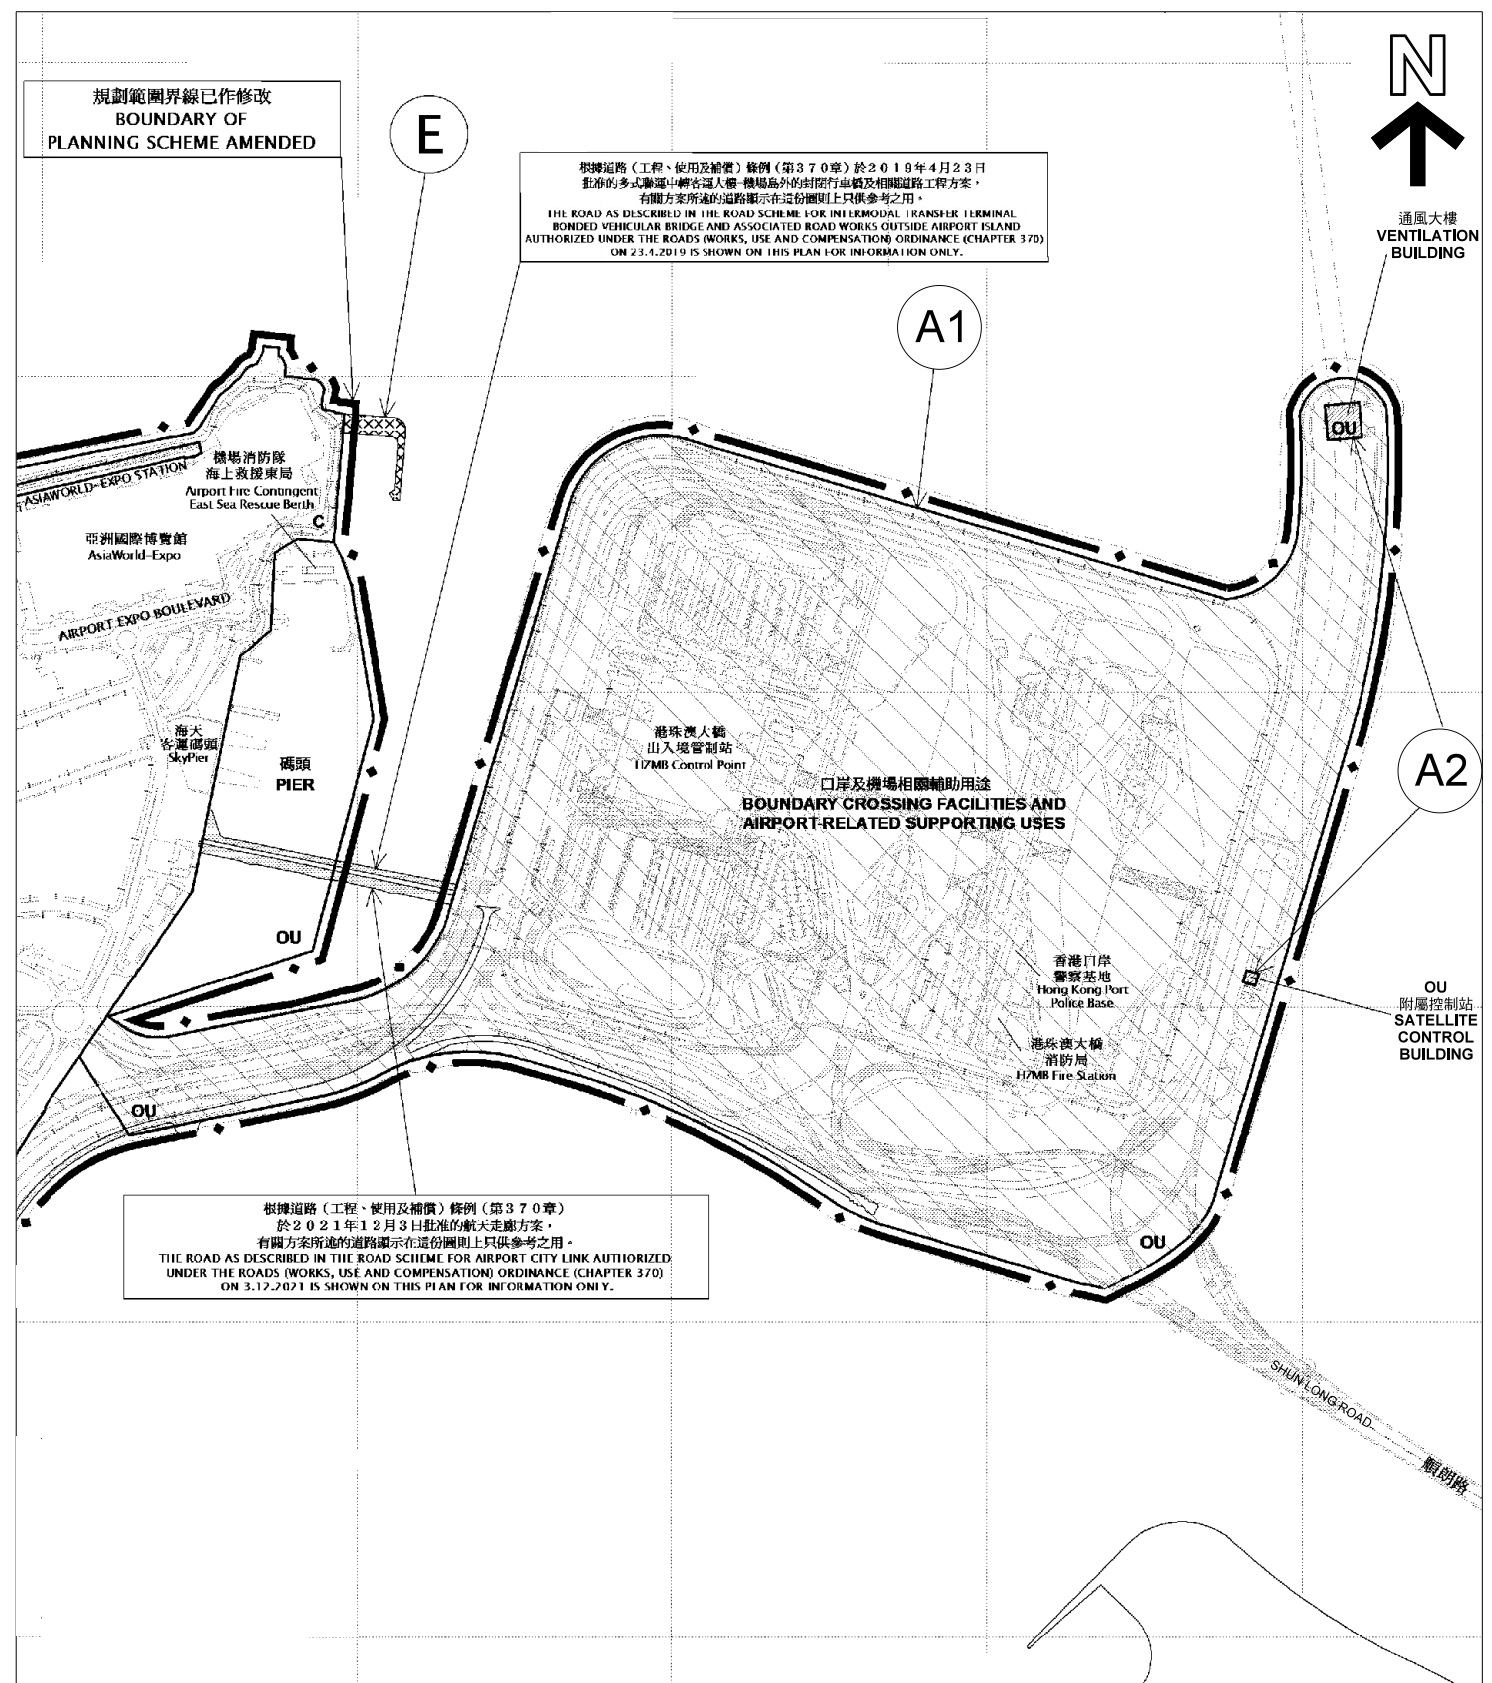 N
規劃範圍界線已作修改
BOUNDARY OF
PLANNING SCHEME AMENDED
E
根據道路（工程、使用及補償）條例（第３７０章）於２０１９年４月２３日
批准的多式聯運中轉客運大樓-機場島外的封閉行車橋及相關道路工程方案，
有關方案所述的道路顯示在這份圖則上只供參考之用。
THE ROAD AS DESCRIBED IN THE ROAD SCHEME FOR INTERMODAL TRANSFER TERMINAL
BONDED VEHICULAR BRIDGE AND ASSOCIATED ROAD WORKS OUTSIDE AIRPORT ISLAND
AUTHORIZED UNDER THE ROADS (WORKS, USE AND COMPENSATION) ORDINANCE (CHAPTER 370)
ON 23.4.2019 IS SHOWN ON THIS PLAN FOR INFORMATION ONLY.
通風大樓
VENTILATION
BUILDING
A1
OU
機場消防隊
海上救援東局
Airport Fire Contingent
East Sea Rescue Berth
ASIAWORLD-EXPO STATION
C
亞洲國際博覽館
AsiaWorld-Expo
AIRPORT EXPO BOULEVARD
海天
客運碼頭
SkyPier
碼頭
PIER
港珠澳大橋
出入境管制站
HZMB Control Point
口岸及機場相關輔助用途
BOUNDARY CROSSING FACILITIES AND
AIRPORT-RELATED SUPPORTING USES
A2
OU
香港口岸
警察基地
Hong Kong Port
Police Base
OU
附屬控制站
SATELLITE
CONTROL
BUILDING
港珠澳大橋
消防局
HZMB Fire Station
OU
根據道路（工程、使用及補償）條例（第３７０章）
於２０２１年１２月３日批准的航天走廊方案，
有關方案所述的道路顯示在這份圖則上只供參考之用。
THE ROAD AS DESCRIBED IN THE ROAD SCHEME FOR AIRPORT CITY LINK AUTHORIZED
UNDER THE ROADS (WORKS, USE AND COMPENSATION) ORDINANCE (CHAPTER 370)
ON 3.12.2021 IS SHOWN ON THIS PLAN FOR INFORMATION ONLY.
OU
SHUN LONG ROAD
順朗路